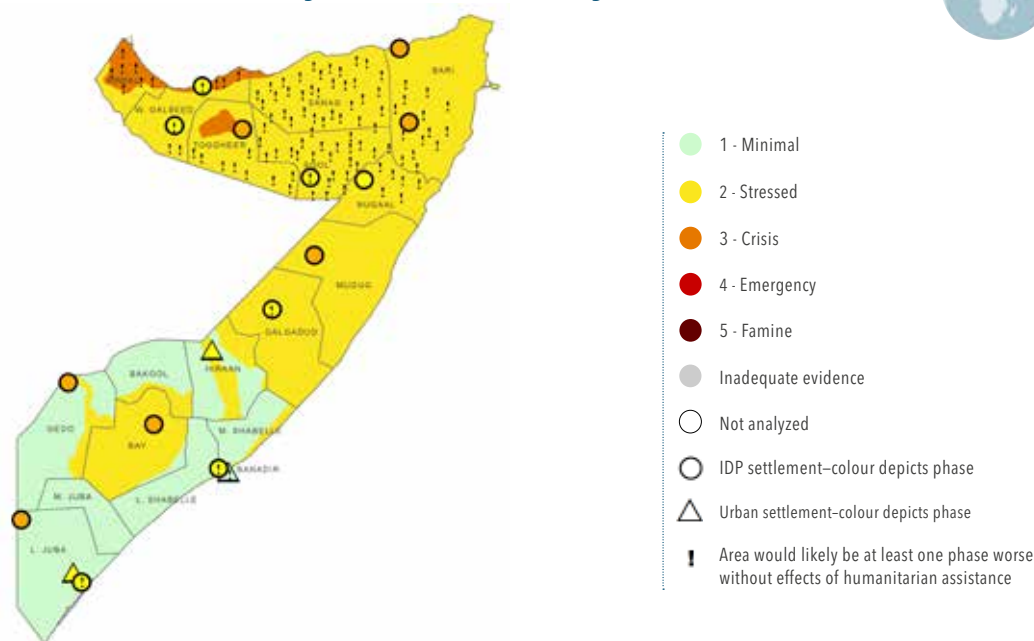 BARI
SANAG
W. GALBEED
TOGDHEER
SOOL
NUGAAL
MUDUG
GALGADUD
HIRAAN
BAKOOL
GEDO
BAY
M. SHABELLE
BANADIR
M. JUBA
L. SHABELLE
L. JUBA
1 - Minimal
2 - Stressed
3 - Crisis
4 - Emergency
5 - Famine
Inadequate evidence
Not analyzed
IDP settlement–colour depicts phase
Urban settlement–colour depicts phase
Area would likely be at least one phase worse
without effects of humanitarian assistance